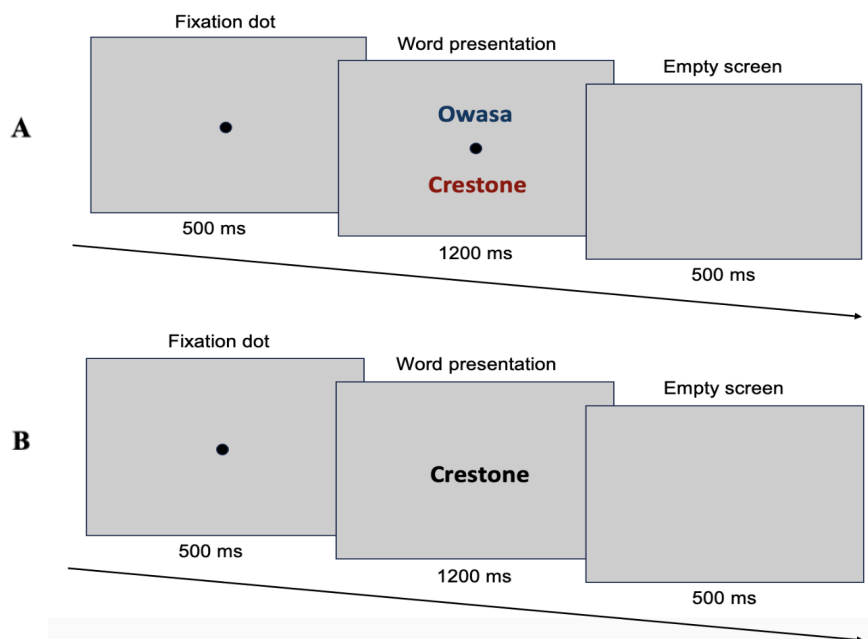 Fixation dot
Word presentation
Empty screen
A
Owasa
Crestone
500 ms
1200 ms
500 ms
Fixation dot
Word presentation
Empty screen
B
Crestone
500 ms
1200 ms
500 ms